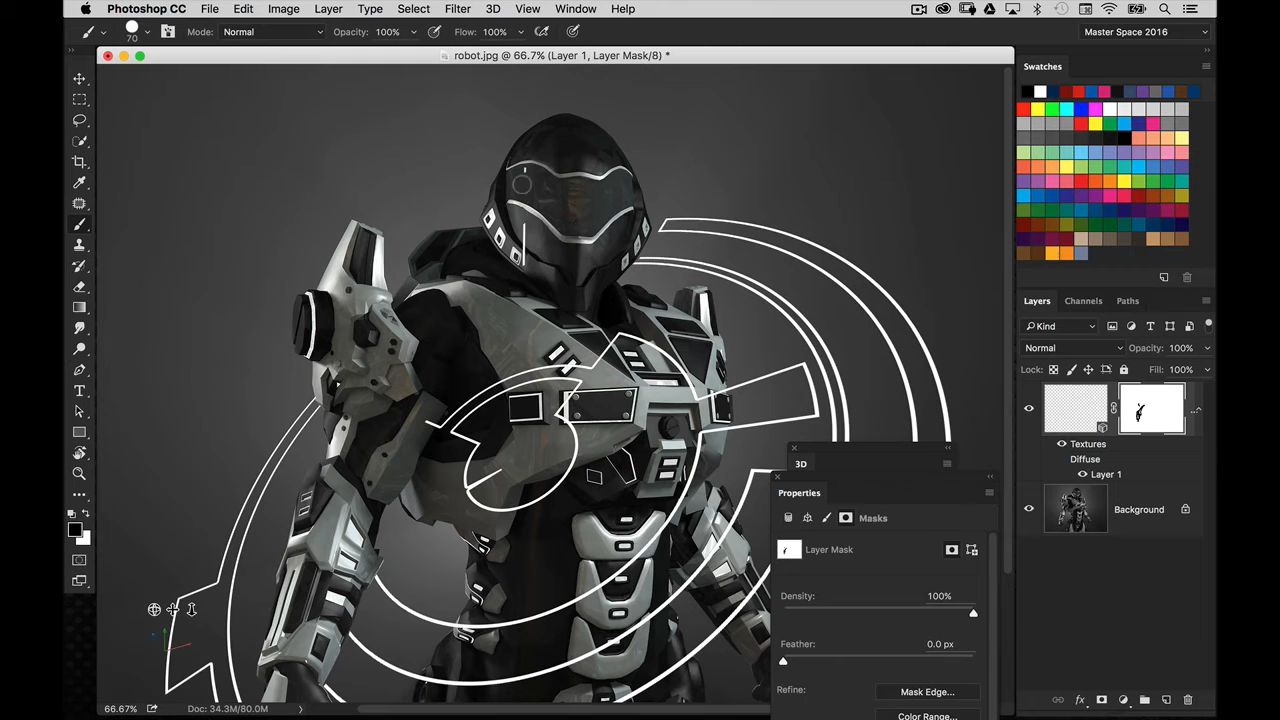 Photoshop CC File Edit Image Layer Type Select Filter 3D View Window Help
70 Mode: Normal Opacity: 100% Flow: 100% Master Space 2016
robot.jpg @ 66.7% (Layer 1, Layer Mask/8) *
Swatches
Layers Channels Paths
Kind
Normal Opacity: 100%
Lock: Fill: 100%
Textures
Diffuse
Layer 1
Background
3D
Properties
Masks
Layer Mask
Density: 100%
Feather: 0.0 px
Refine: Mask Edge...
Color Range...
66.67% Doc: 34.3M/80.0M